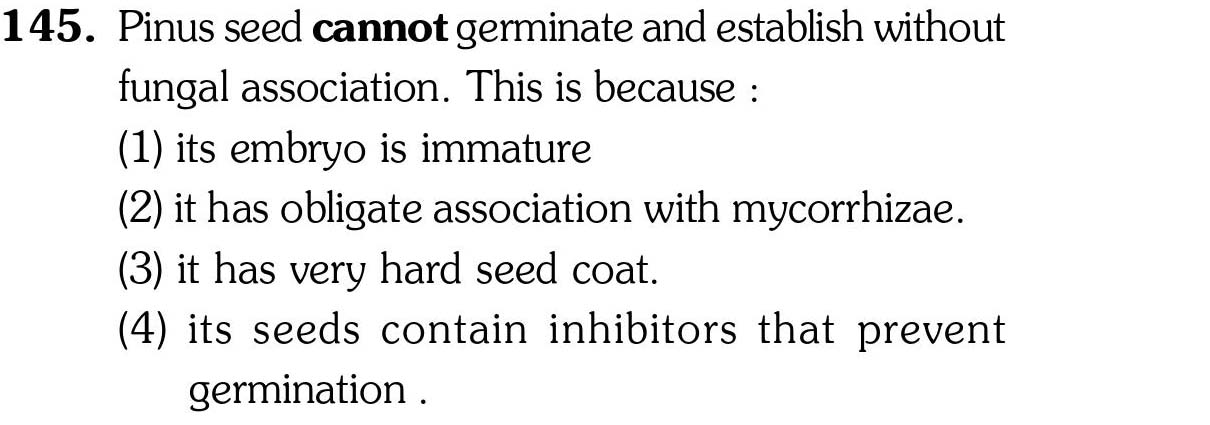 145. Pinus seed cannot germinate and establish without
fungal association. This is because :
(1) its embryo is immature
(2) it has obligate association with mycorrhizae.
(3) it has very hard seed coat.
(4) its seeds contain inhibitors that prevent
germination .